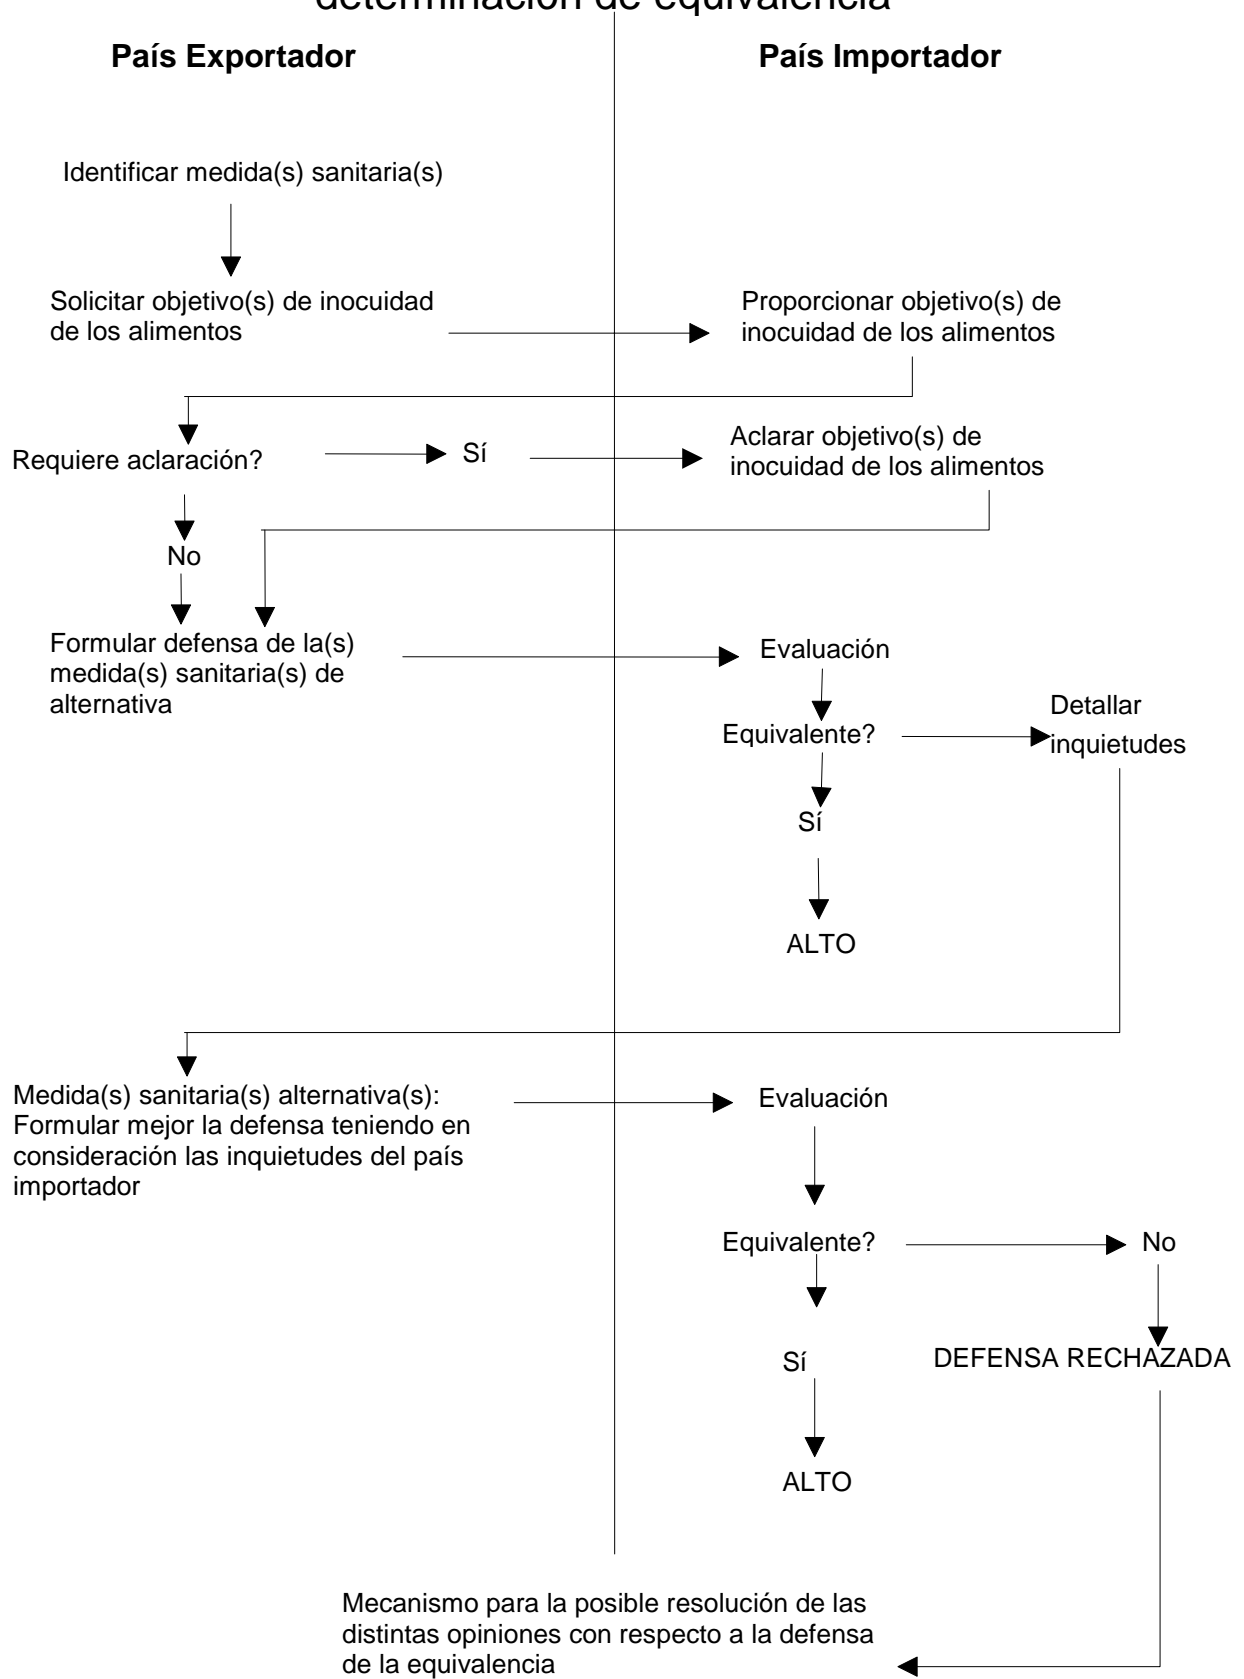 determinación de equivalencia
País Exportador
País Importador
Identificar medida(s) sanitaria(s)
Solicitar objetivo(s) de inocuidad
de los alimentos
Proporcionar objetivo(s) de
inocuidad de los alimentos
Requiere aclaración?
Sí
Aclarar objetivo(s) de
inocuidad de los alimentos
No
Formular defensa de la(s)
medida(s) sanitaria(s) de
alternativa
Evaluación
Equivalente?
Detallar
inquietudes
Sí
ALTO
Medida(s) sanitaria(s) alternativa(s):
Formular mejor la defensa teniendo en
consideración las inquietudes del país
importador
Evaluación
Equivalente?
No
Sí
DEFENSA RECHAZADA
ALTO
Mecanismo para la posible resolución de las
distintas opiniones con respecto a la defensa
de la equivalencia